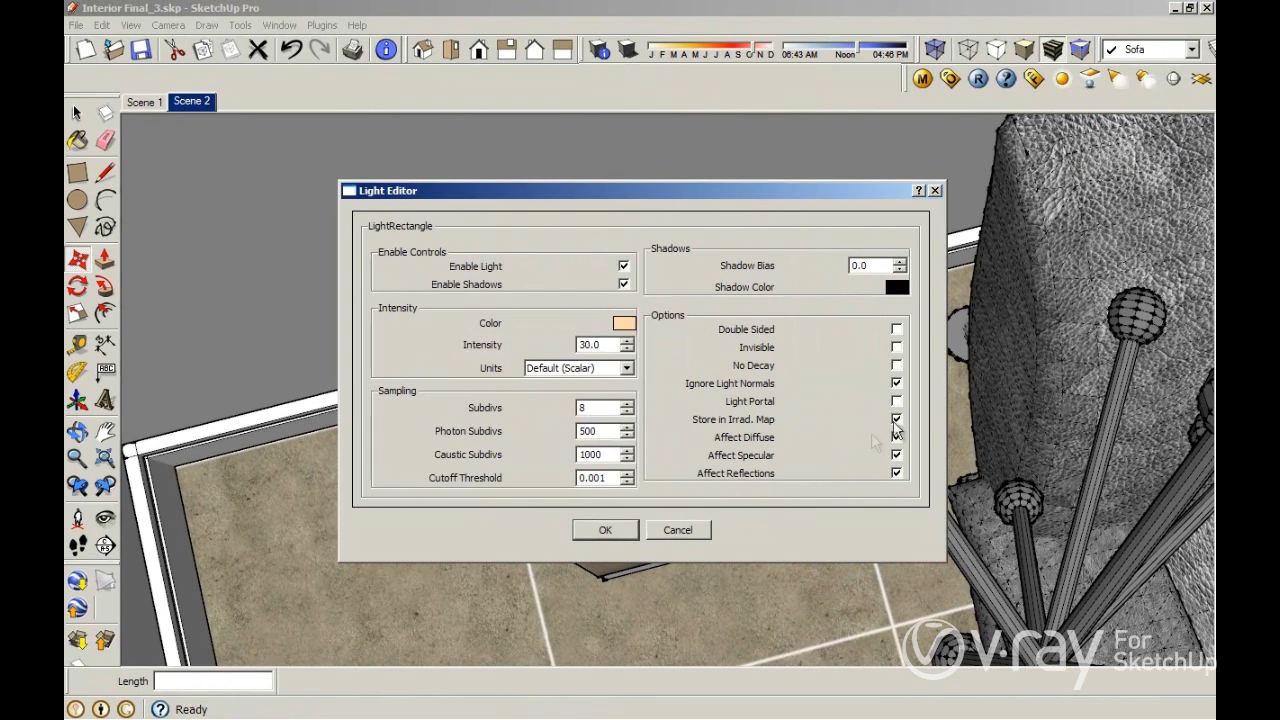 Interior Final_3.skp - SketchUp Pro
File Edit View Camera Draw Tools Window Plugins Help
J F M A M J J A S O N D 06:43 AM Noon 04:46 PM
Sofa
M R ?
Scene 1 Scene 2
Light Editor
LightRectangle
Enable Controls
Enable Light
Enable Shadows
Intensity
Color
Intensity 30.0
Units Default (Scalar)
Sampling
Subdivs 8
Photon Subdivs 500
Caustic Subdivs 1000
Cutoff Threshold 0.001
Shadows
Shadow Bias 0.0
Shadow Color
Options
Double Sided
Invisible
No Decay
Ignore Light Normals
Light Portal
Store in Irrad. Map
Affect Diffuse
Affect Specular
Affect Reflections
OK Cancel
ABC
vray For SketchUp
Length
Ready